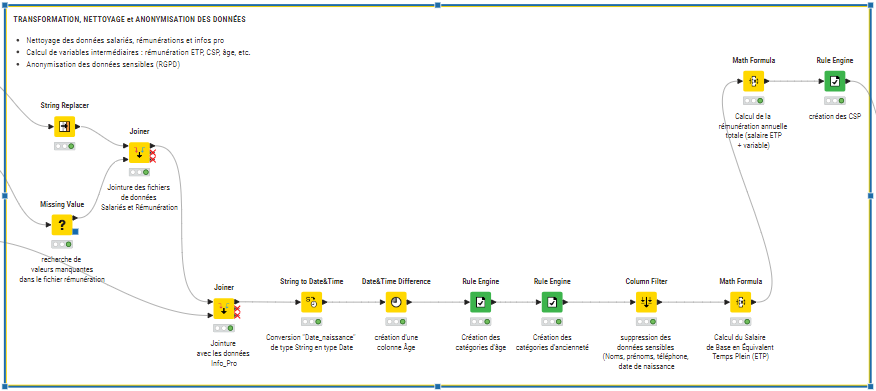 TRANSFORMATION, NETTOYAGE et ANONYMISATION DES DONNÉES
• Nettoyage des données salariés, rémunérations et infos pro
• Calcul de variables intermédiaires : rémunération ETP, CSP, âge, etc.
• Anonymisation des données sensibles (RGPD)
Math Formula
Calcul de la
rémunération annuelle
totale (salaire ETP
+ variable)
Rule Engine
création des CSP
String Replacer
Joiner
Jointure des fichiers
de données
Salariés et Rémunération
Missing Value
?
recherche de
valeurs manquantes
dans le fichier rémunération
Joiner
Jointure
avec les données
Info_Pro
String to Date&Time
Conversion "Date_naissance"
de type String en type Date
Date&Time Difference
création d'une
colonne Âge
Rule Engine
Création des
catégories d'âge
Rule Engine
Création des
catégories d'ancienneté
Column Filter
suppression des
données sensibles
(Noms, prénoms, téléphone,
date de naissance
Math Formula
Calcul du Salaire
de Base en Équivalent
Temps Plein (ETP)